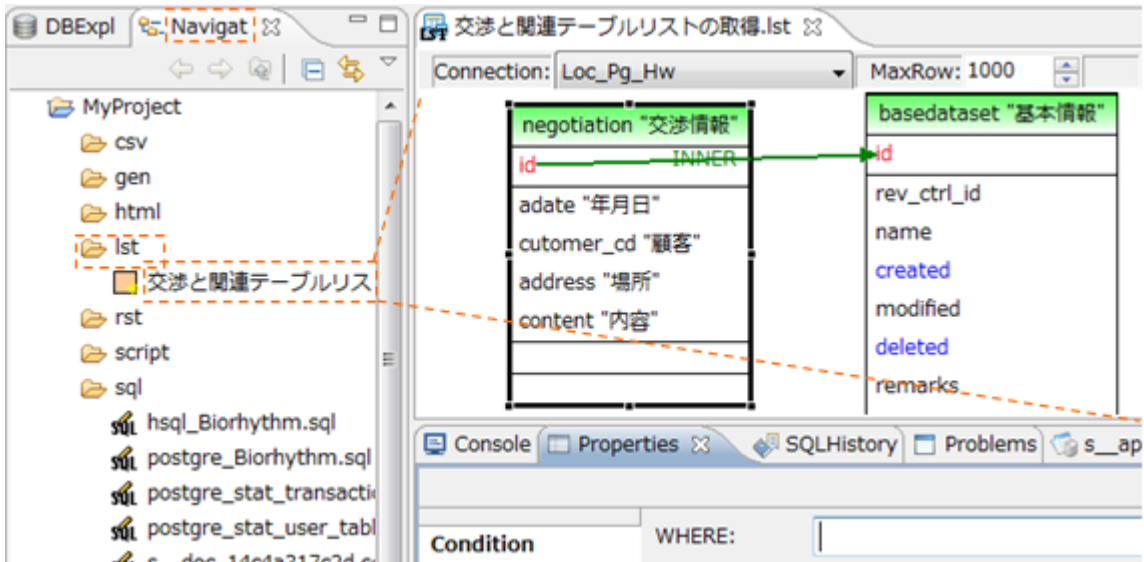 DBExpl
Navigat
MyProject
csv
gen
html
lst
交渉と関連テーブルリス
rst
script
sql
hsql_Biorhythm.sql
postgre_Biorhythm.sql
postgre_stat_transacti
postgre_stat_user_tabl
交渉と関連テーブルリストの取得.lst
Connection: Loc_Pg_Hw MaxRow: 1000
negotiation "交渉情報"
id
adate "年月日"
cutomer_cd "顧客"
address "場所"
content "内容"
INNER
basedataset "基本情報"
id
rev_ctrl_id
name
created
modified
deleted
remarks
Console Properties SQLHistory Problems s__ap
Condition WHERE: